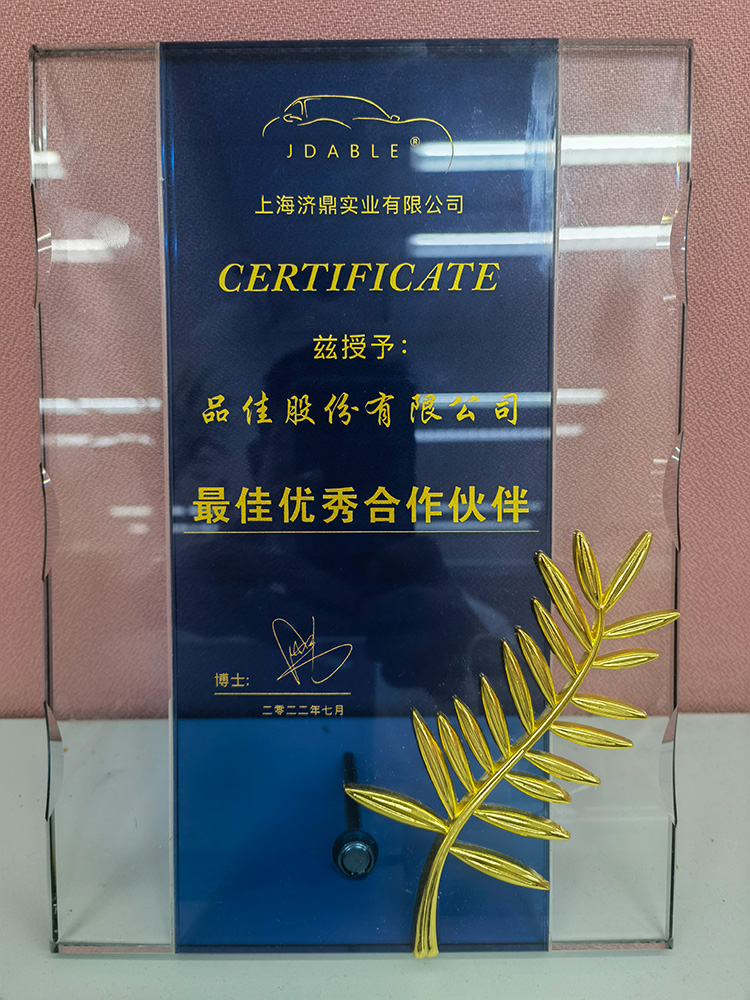 JDABLE®
上海济鼎实业有限公司
CERTIFICATE
兹授予：
品佳股份有限公司
最佳优秀合作伙伴
博士:
二零二二年七月